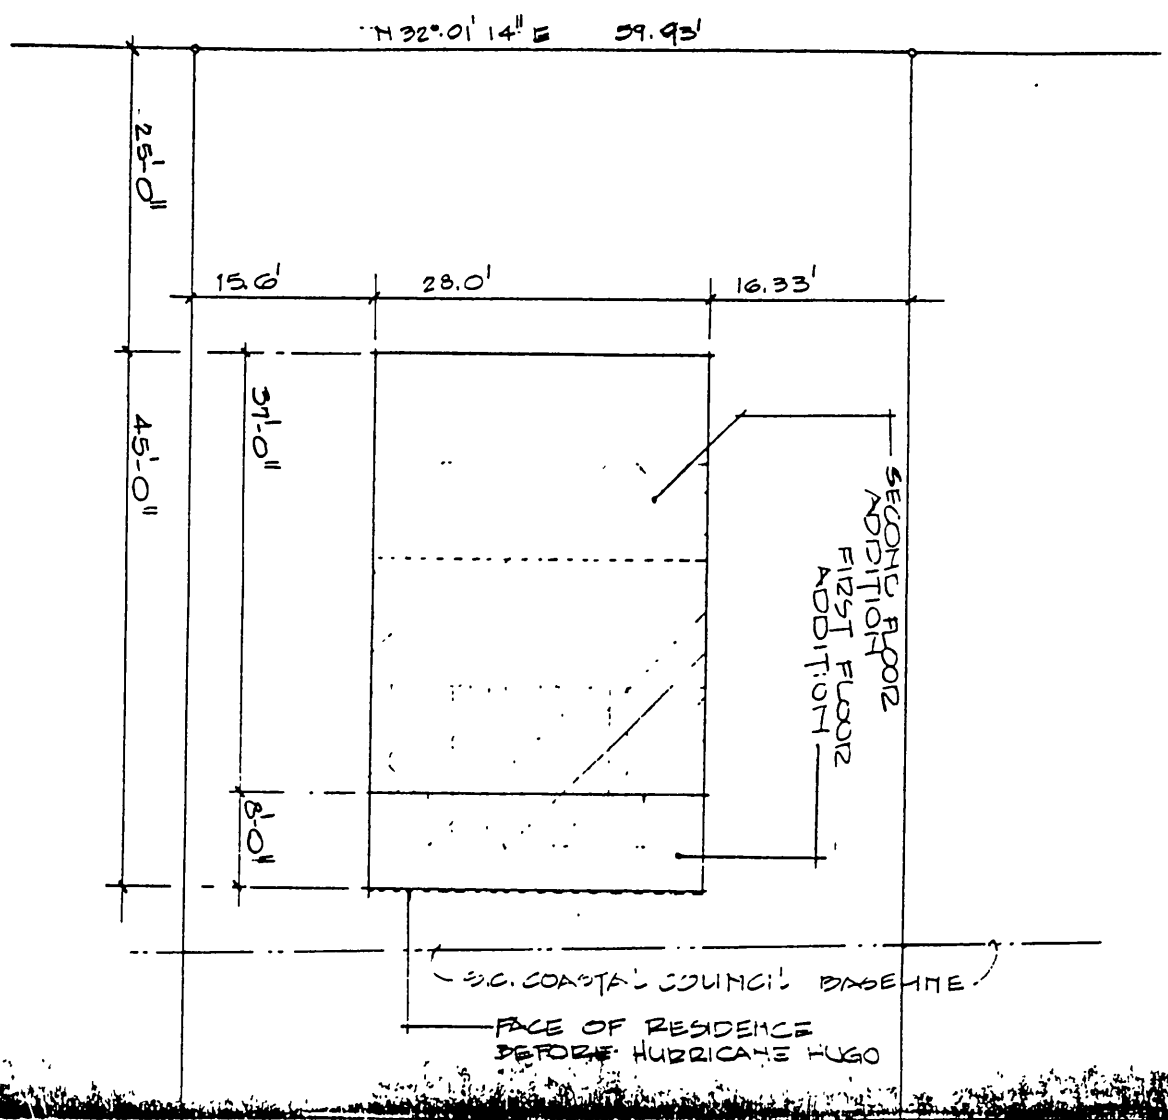 N 32°.01' 14" E 59.93'
25'-0"
15.6' 28.0' 16.33'
37'-0"
45'-0"
SECOND FLOOR
ADDITION
FIRST FLOOR
ADDITION
8'-0"
S.C. COASTAL COUNCIL BASELINE
FACE OF RESIDENCE
BEFORE HURRICANE HUGO